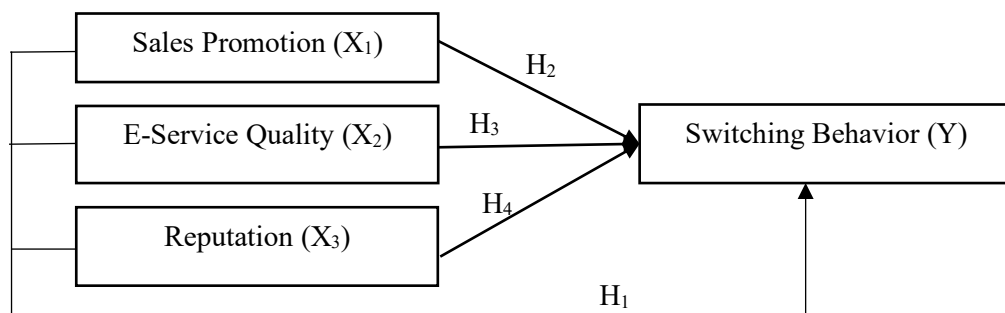 Sales Promotion (X₁)
H₂
E-Service Quality (X₂)
H₃
Switching Behavior (Y)
H₄
Reputation (X₃)
H₁